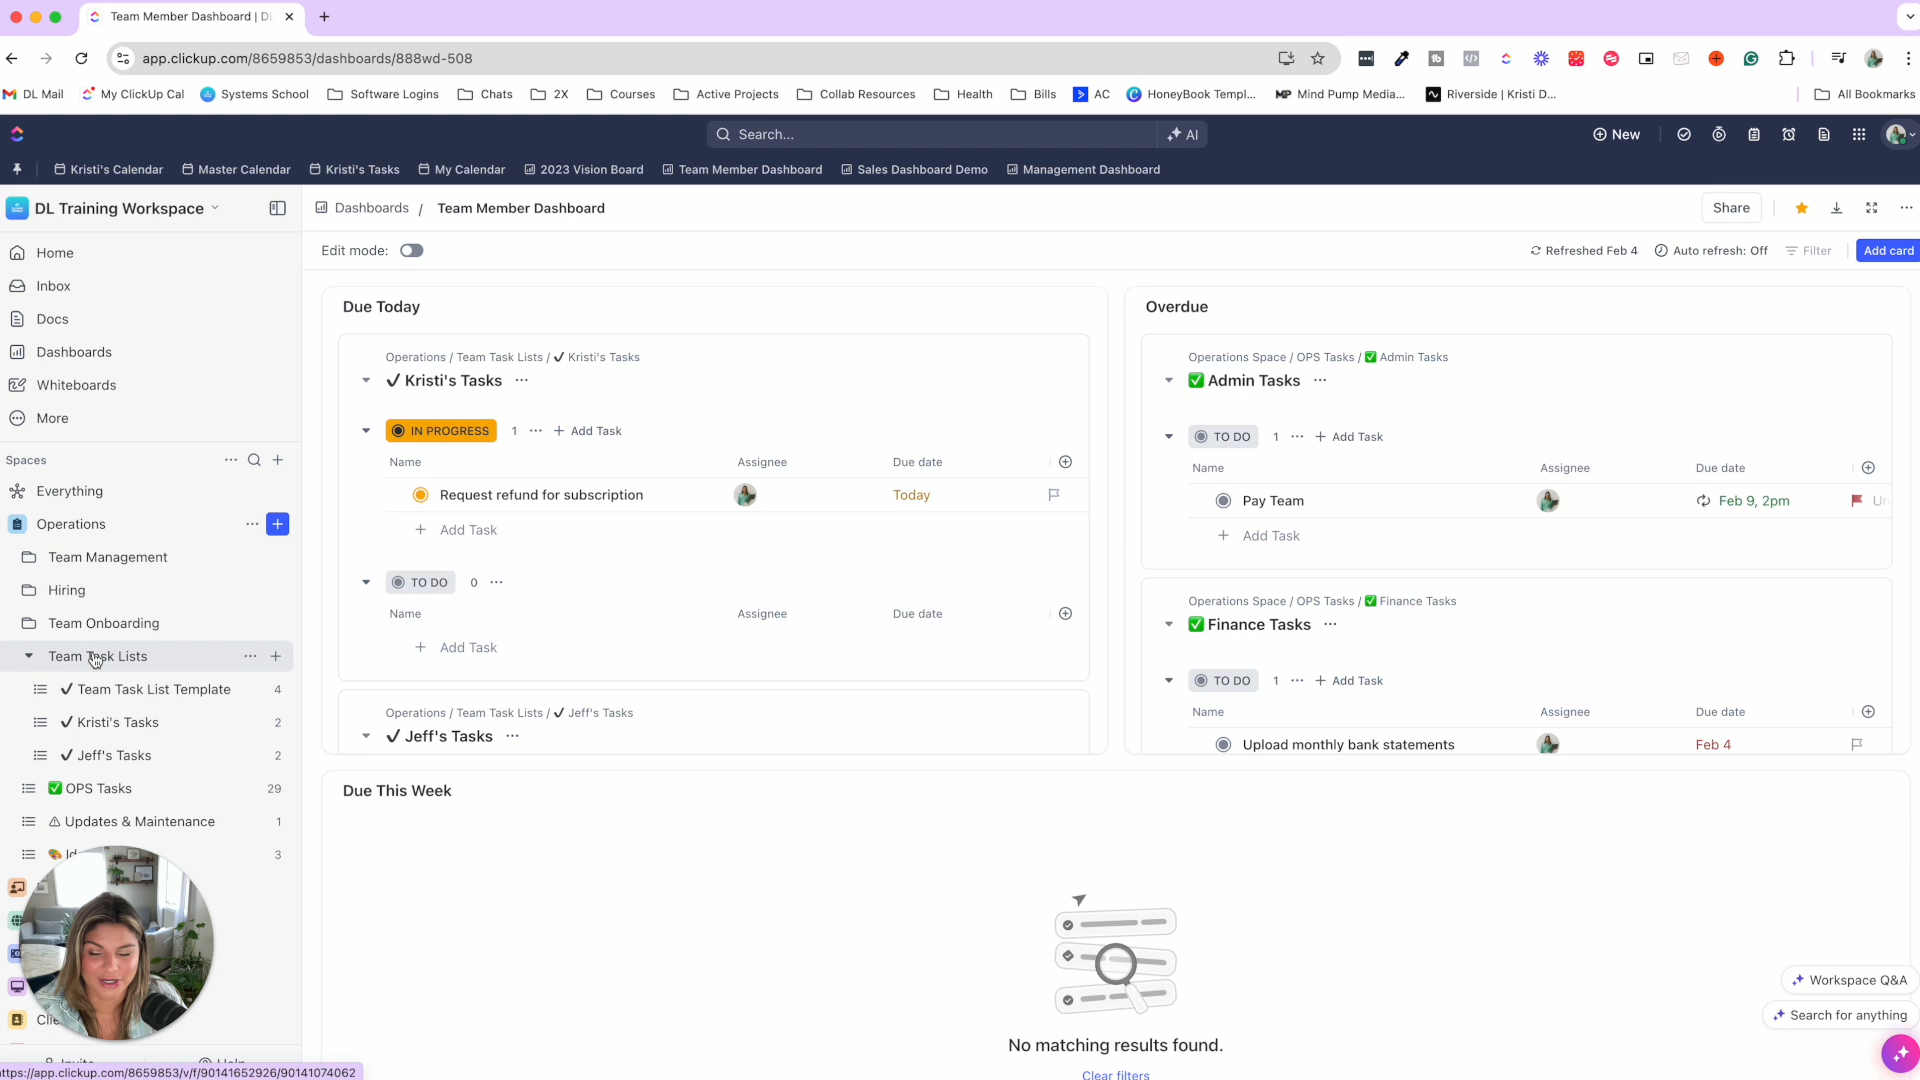 Team Member Dashboard | DL
app.clickup.com/8659853/dashboards/888wd-508
DL Mail
My ClickUp Cal
Systems School
Software Logins
Chats
2X
Courses
Active Projects
Collab Resources
Health
Bills
AC
HoneyBook Templ...
MP Mind Pump Media...
Riverside | Kristi D...
All Bookmarks
Search...
AI
New
Kristi's Calendar
Master Calendar
Kristi's Tasks
My Calendar
2023 Vision Board
Team Member Dashboard
Sales Dashboard Demo
Management Dashboard
DL Training Workspace
Dashboards / Team Member Dashboard
Share
Home
Inbox
Docs
Dashboards
Whiteboards
More
Spaces
Everything
Operations
Team Management
Hiring
Team Onboarding
Team Task Lists
Team Task List Template 4
Kristi's Tasks 2
Jeff's Tasks 2
OPS Tasks 29
Updates & Maintenance 1
3
Edit mode:
Refreshed Feb 4
Auto refresh: Off
Filter
Add card
Due Today
Operations / Team Task Lists / ✔ Kristi's Tasks
✔ Kristi's Tasks ...
IN PROGRESS 1 ... + Add Task
Name Assignee Due date
Request refund for subscription Today
+ Add Task
TO DO 0 ...
Name Assignee Due date
+ Add Task
Operations / Team Task Lists / ✔ Jeff's Tasks
✔ Jeff's Tasks ...
Overdue
Operations Space / OPS Tasks / ✅ Admin Tasks
✅ Admin Tasks ...
TO DO 1 ... + Add Task
Name Assignee Due date
Pay Team Feb 9, 2pm Ur
+ Add Task
Operations Space / OPS Tasks / ✅ Finance Tasks
✅ Finance Tasks ...
TO DO 1 ... + Add Task
Name Assignee Due date
Upload monthly bank statements Feb 4
Due This Week
No matching results found.
Clear filters
Workspace Q&A
Search for anything
ttps://app.clickup.com/8659853/v/f/90141652926/90141074062